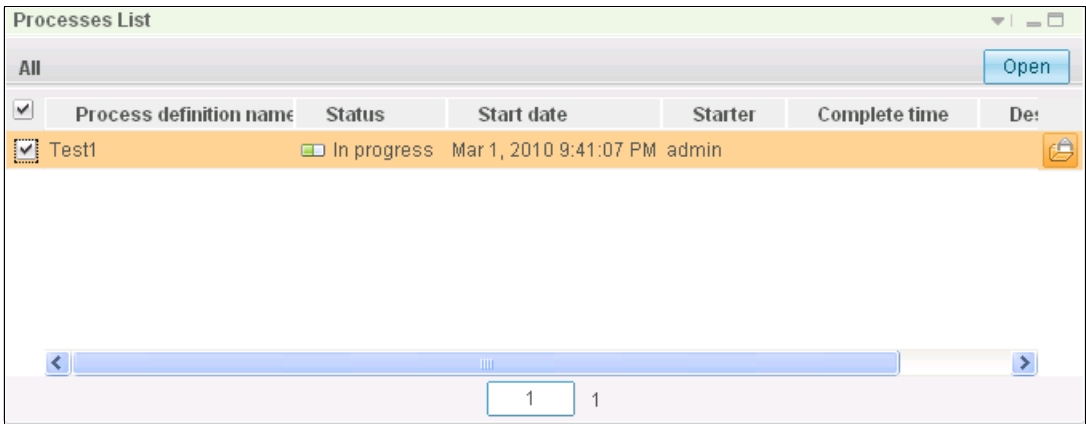 Processes List
All
Open
Process definition name Status Start date Starter Complete time Des
Test1 In progress Mar 1, 2010 9:41:07 PM admin
1 1